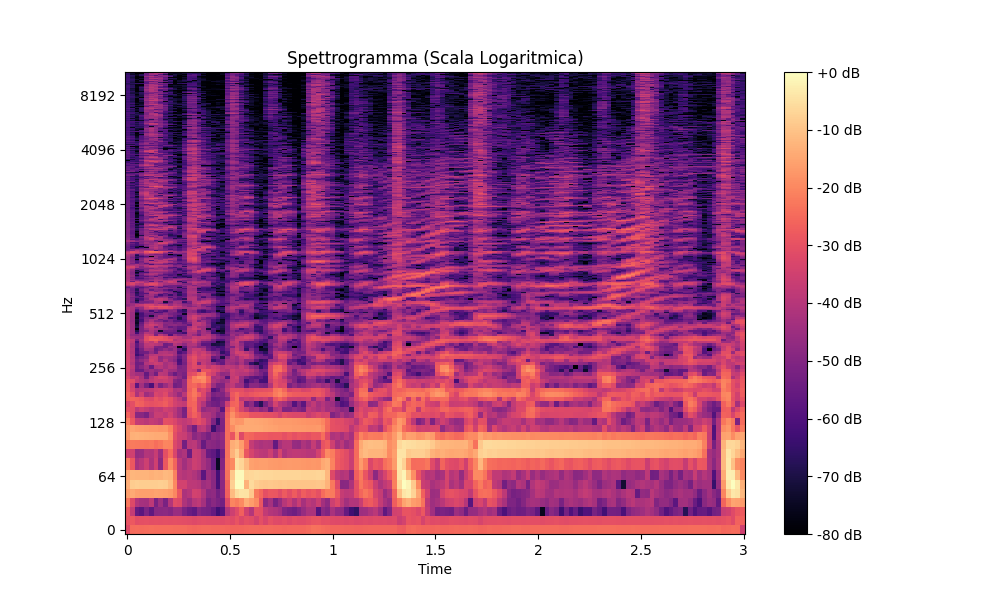 Spettrogramma (Scala Logaritmica)
Hz
8192
4096
2048
1024
512
256
128
64
0
0 0.5 1 1.5 2 2.5 3
Time
+0 dB
-10 dB
-20 dB
-30 dB
-40 dB
-50 dB
-60 dB
-70 dB
-80 dB